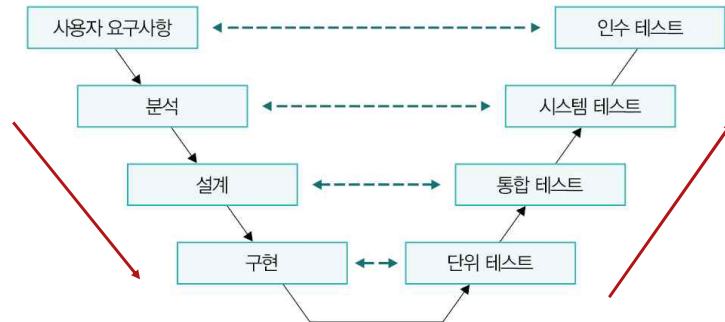 사용자 요구사항
인수 테스트
분석
시스템 테스트
설계
통합 테스트
구현
단위 테스트